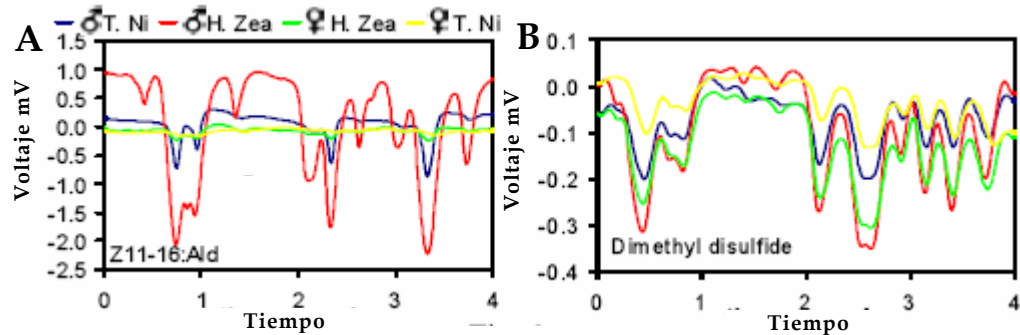 ♂T. Ni ♂H. Zea ♀ H. Zea ♀ T. Ni
A
Voltaje mV
1.5
1.0
0.5
0.0
-0.5
-1.0
-1.5
-2.0
-2.5
Z11-16:Ald
0 1 2 3 4
Tiempo
B
Voltaje mV
0.1
0.0
-0.1
-0.2
-0.3
-0.4
Dimethyl disulfide
0 1 2 3 4
Tiempo